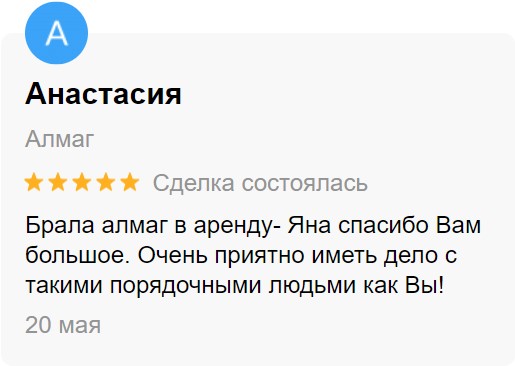 А
Анастасия
Алмаг
Сделка состоялась
Брала алмаг в аренду- Яна спасибо Вам
большое. Очень приятно иметь дело с
такими порядочными людьми как Вы!
20 мая